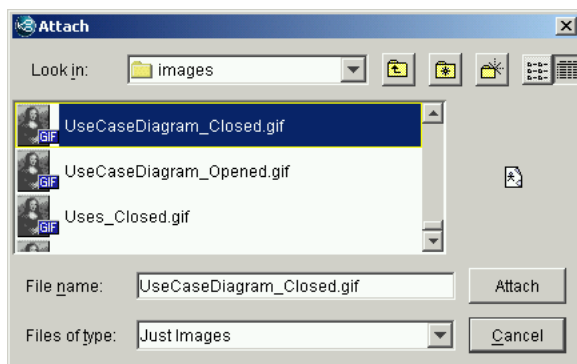 Attach
Look in: images
GIF UseCaseDiagram_Closed.gif
GIF UseCaseDiagram_Opened.gif
GIF Uses_Closed.gif
File name: UseCaseDiagram_Closed.gif Attach
Files of type: Just Images Cancel